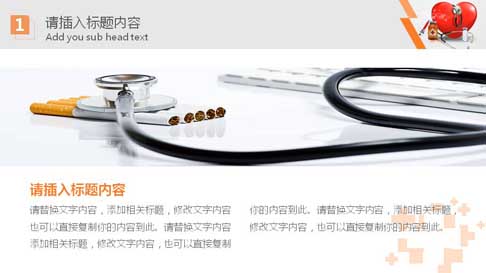 1
请插入标题内容
Add you sub head text
请插入标题内容
请替换文字内容，添加相关标题，修改文字内容
也可以直接复制你的内容到此。请替换文字内容
添加相关标题，修改文字内容，也可以直接复制
你的内容到此。请替换文字内容，添加相关标题，
修改文字内容，也可以直接复制你的内容到此。